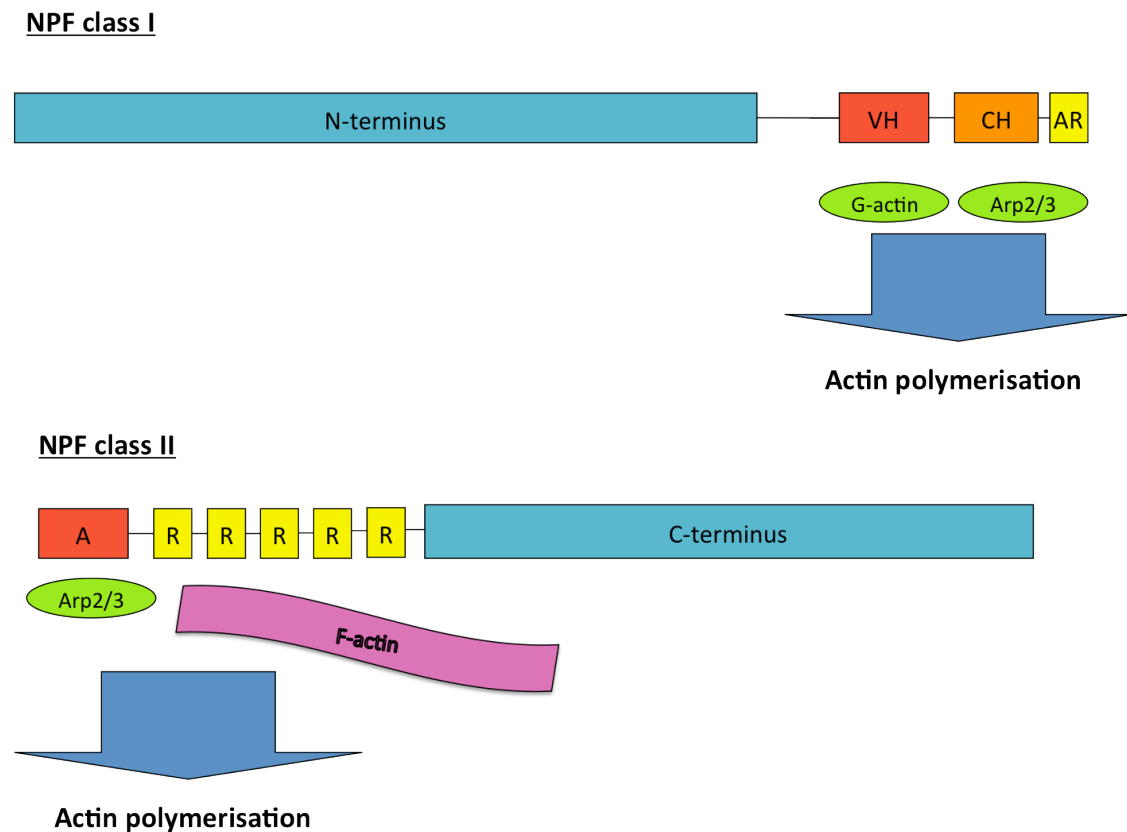 NPF class I
N-terminus
VH
CH
AR
G-actin
Arp2/3
Actin polymerisation
NPF class II
A
R
R
R
R
R
C-terminus
Arp2/3
F-actin
Actin polymerisation